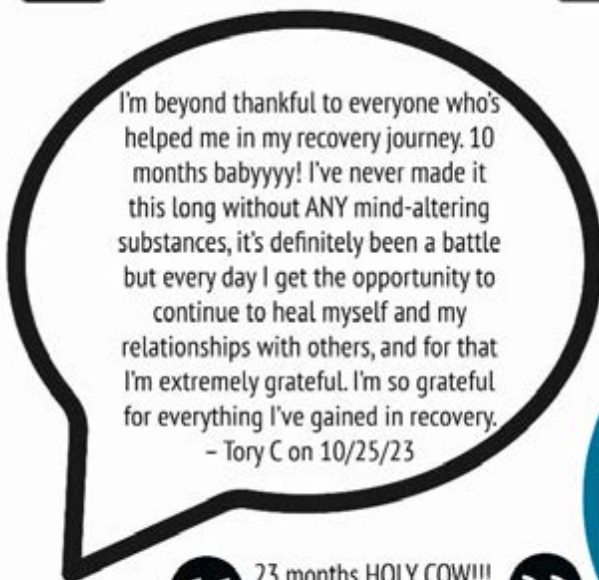 I'm beyond thankful to everyone who's
helped me in my recovery journey. 10
months babyyyy! I've never made it
this long without ANY mind-altering
substances, it's definitely been a battle
but every day I get the opportunity to
continue to heal myself and my
relationships with others, and for that
I'm extremely grateful. I'm so grateful
for everything I've gained in recovery.
– Tory C on 10/25/23
23 months HOLY COW!!!